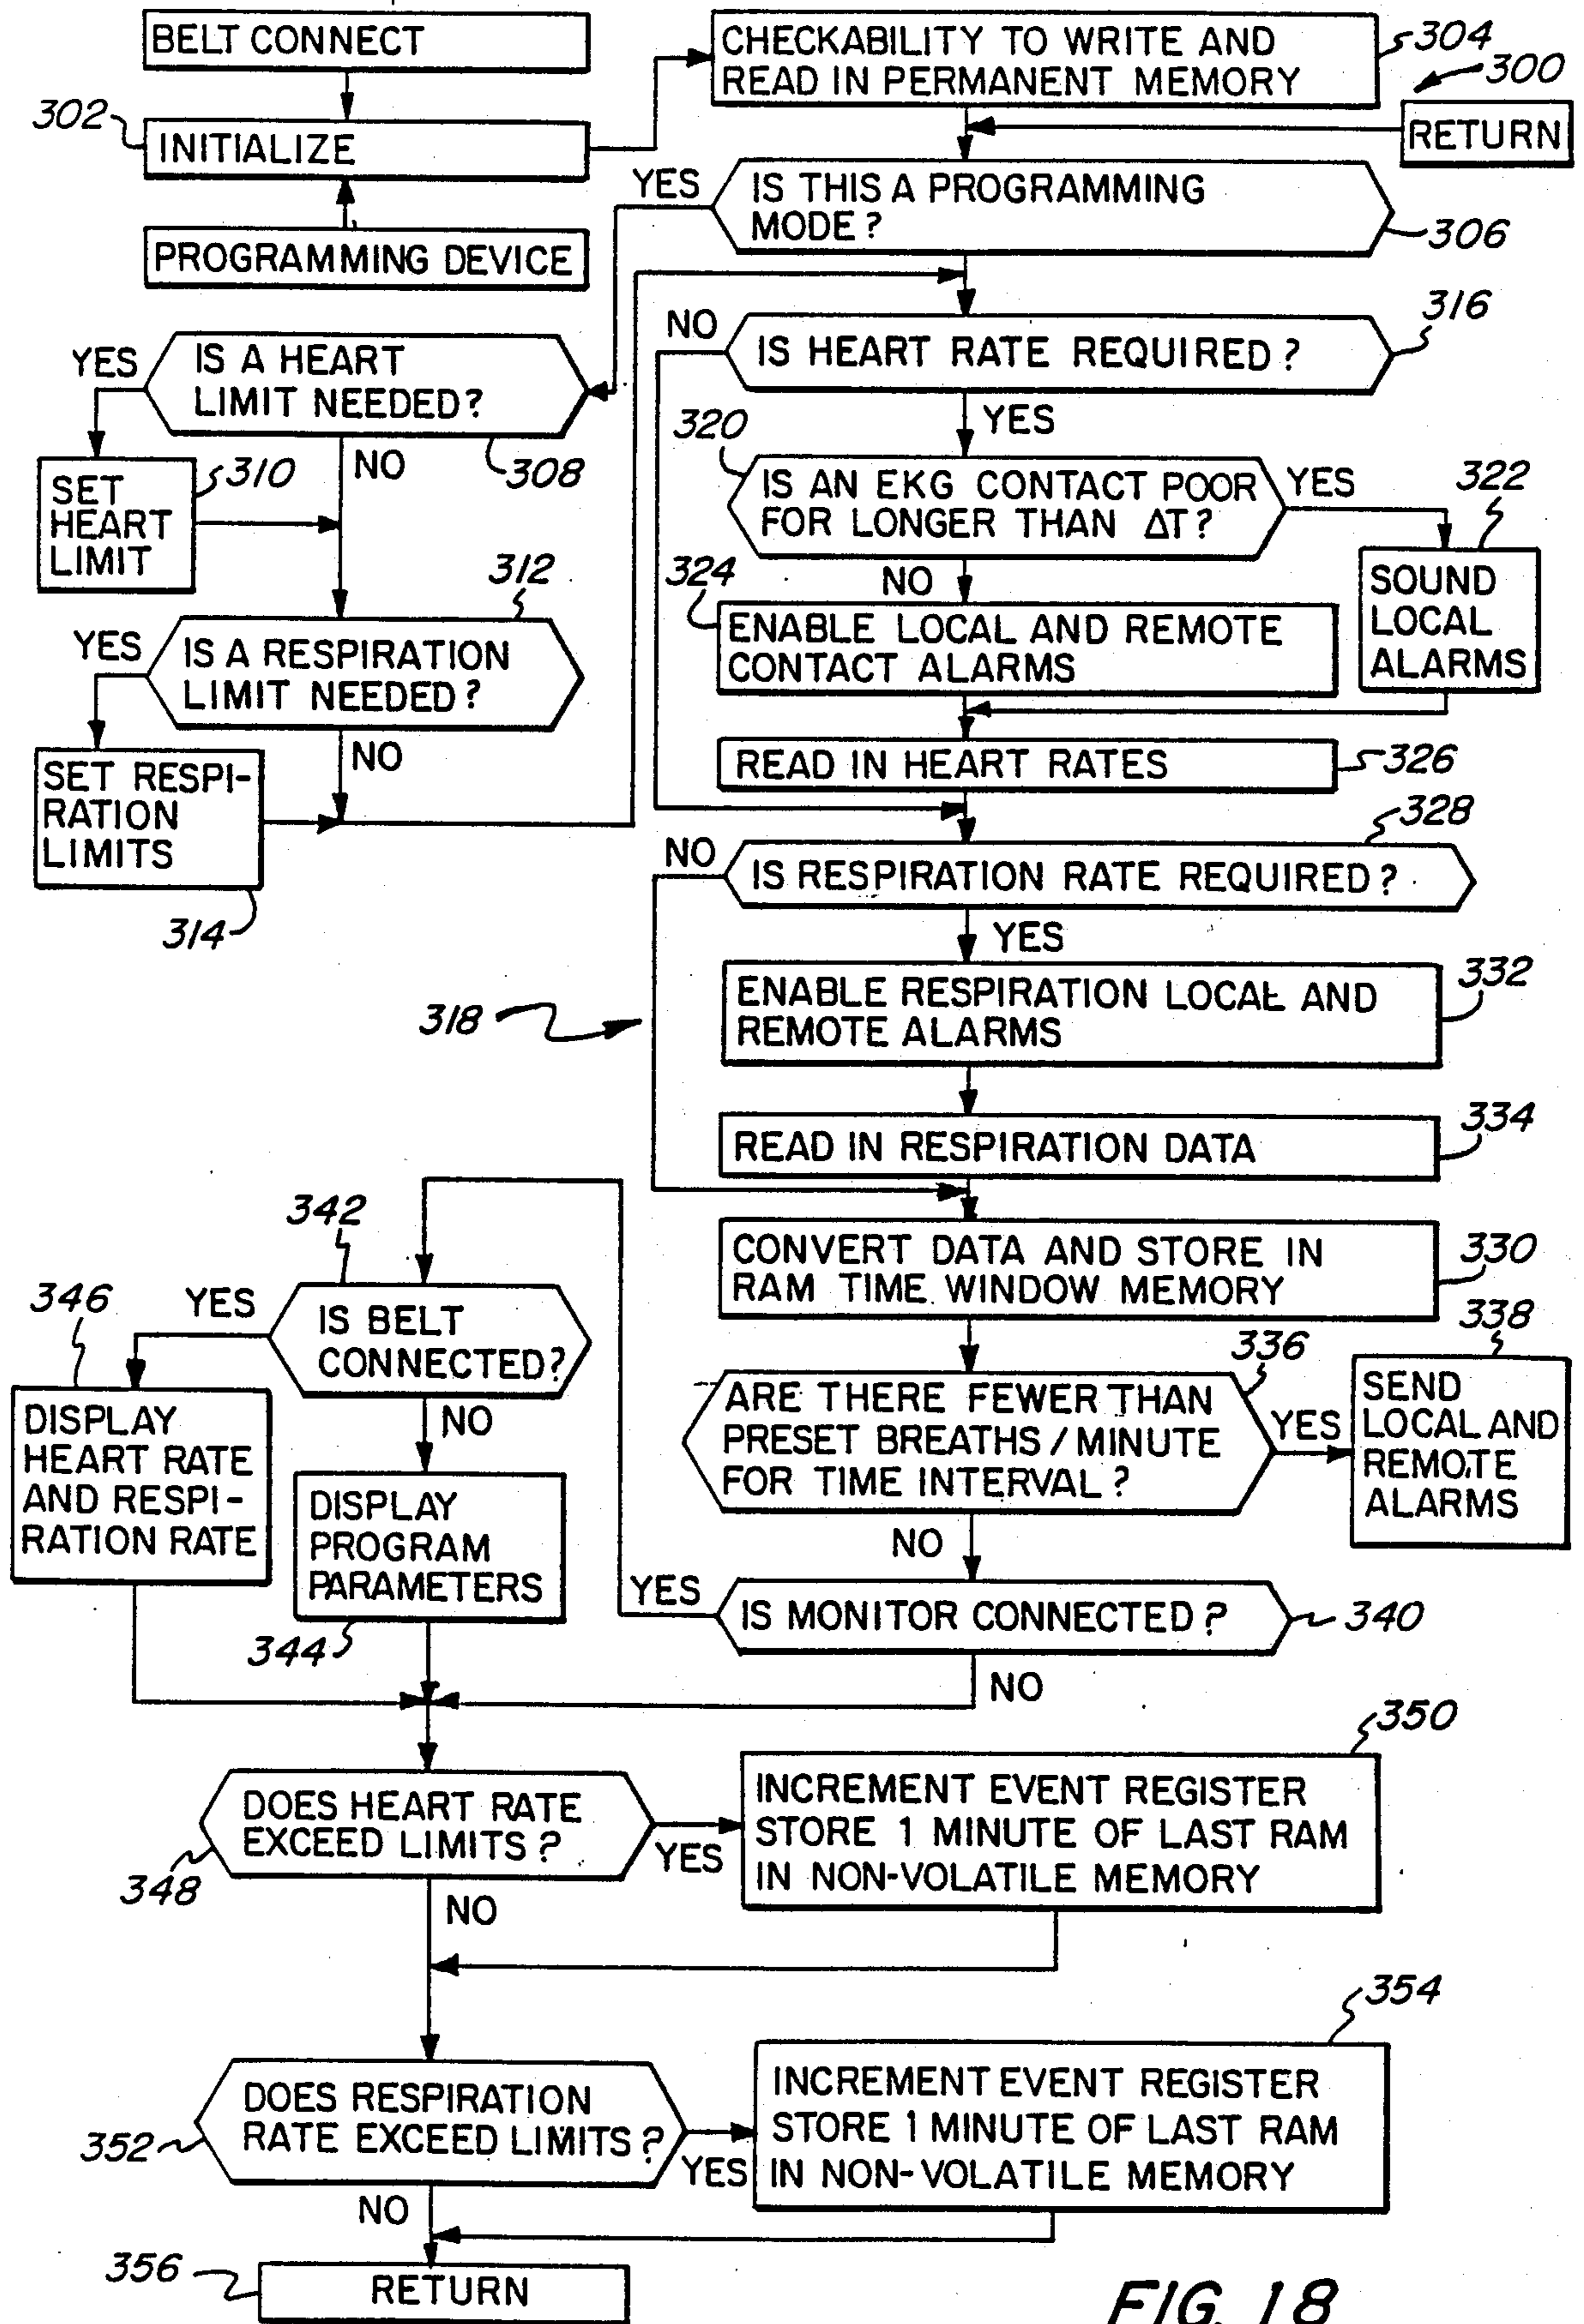 BELT CONNECT
302
INITIALIZE
PROGRAMMING DEVICE
CHECKABILITY TO WRITE AND
READ IN PERMANENT MEMORY
304
300
RETURN
YES
IS THIS A PROGRAMMING
MODE?
306
YES
IS A HEART
LIMIT NEEDED?
308
NO
SET
HEART
LIMIT
310
312
YES
IS A RESPIRATION
LIMIT NEEDED?
NO
SET RESPI-
RATION
LIMITS
314
316
NO
IS HEART RATE REQUIRED?
YES
320
IS AN EKG CONTACT POOR
FOR LONGER THAN ΔT?
YES
322
SOUND
LOCAL
ALARMS
NO
324
ENABLE LOCAL AND REMOTE
CONTACT ALARMS
READ IN HEART RATES
326
328
NO
IS RESPIRATION RATE REQUIRED?
YES
318
ENABLE RESPIRATION LOCAL AND
REMOTE ALARMS
332
READ IN RESPIRATION DATA
334
CONVERT DATA AND STORE IN
RAM TIME WINDOW MEMORY
330
336
ARE THERE FEWER THAN
PRESET BREATHS/MINUTE
FOR TIME INTERVAL?
YES
338
SEND
LOCAL AND
REMOTE
ALARMS
NO
YES
IS MONITOR CONNECTED?
340
NO
342
YES
IS BELT
CONNECTED?
NO
346
DISPLAY
HEART RATE
AND RESPI-
RATION RATE
DISPLAY
PROGRAM
PARAMETERS
344
DOES HEART RATE
EXCEED LIMITS?
348
YES
NO
350
INCREMENT EVENT REGISTER
STORE 1 MINUTE OF LAST RAM
IN NON-VOLATILE MEMORY
DOES RESPIRATION
RATE EXCEED LIMITS?
352
YES
NO
354
INCREMENT EVENT REGISTER
STORE 1 MINUTE OF LAST RAM
IN NON-VOLATILE MEMORY
356
RETURN
FIG. 18